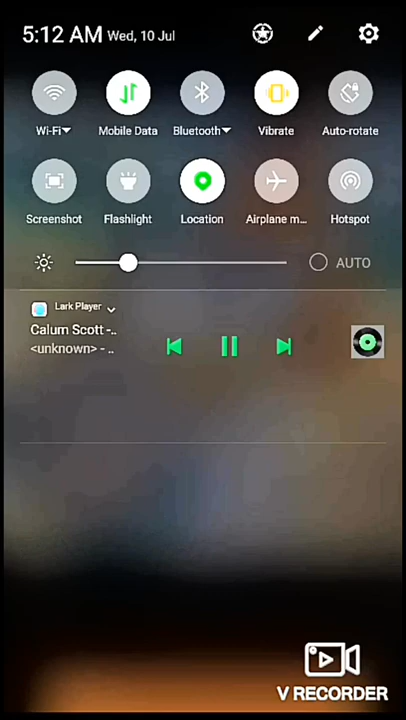 5:12 AM Wed, 10 Jul
Wi-Fi Mobile Data Bluetooth Vibrate Auto-rotate
Screenshot Flashlight Location Airplane m... Hotspot
AUTO
Lark Player
Calum Scott -..
<unknown> - ..
V RECORDER